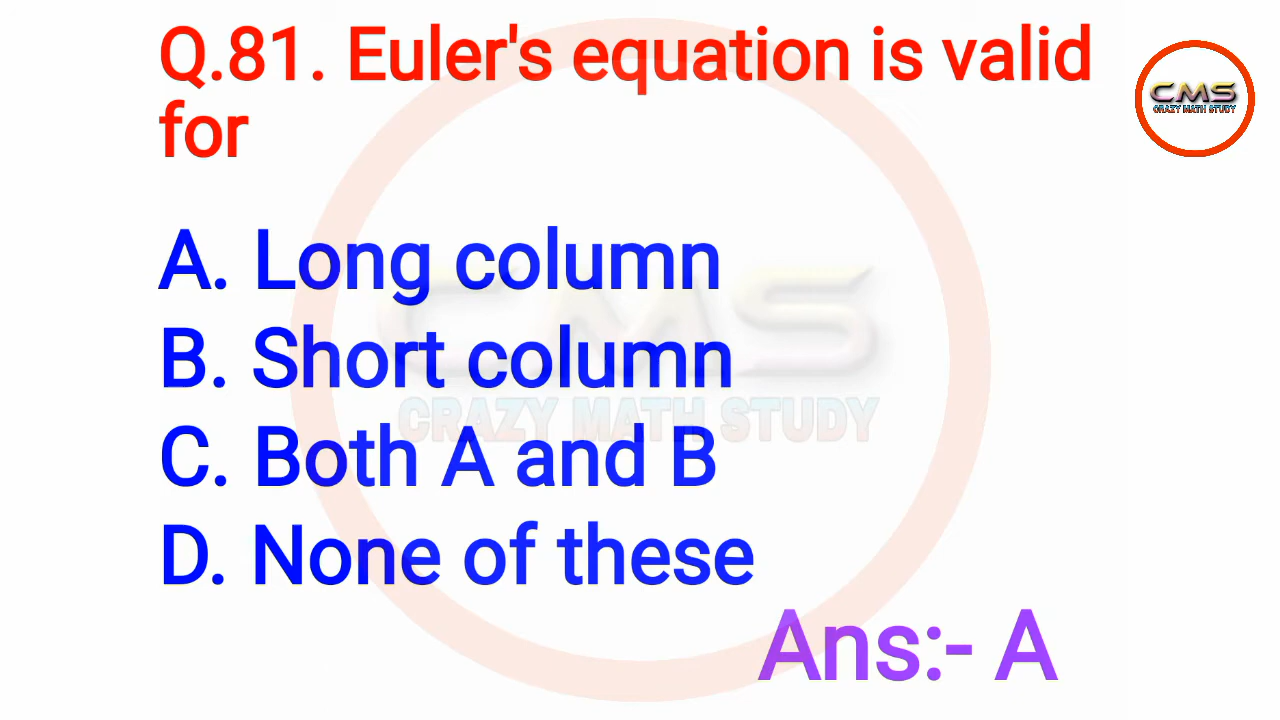 Q.81. Euler's equation is valid
for
CMS
CRAZY MATH STUDY
A. Long column
B. Short column
C. Both A and B
D. None of these
CMS
CRAZY MATH STUDY
Ans:- A